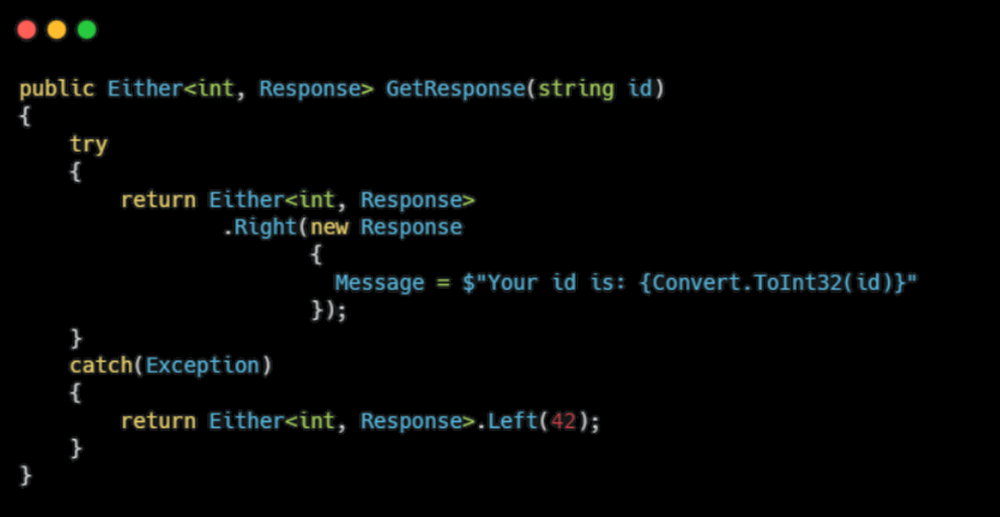 public Either<int, Response> GetResponse(string id)
{
    try
    {
        return Either<int, Response>
                .Right(new Response
                       {
                         Message = $"Your id is: {Convert.ToInt32(id)}"
                       });
    }
    catch(Exception)
    {
        return Either<int, Response>.Left(42);
    }
}